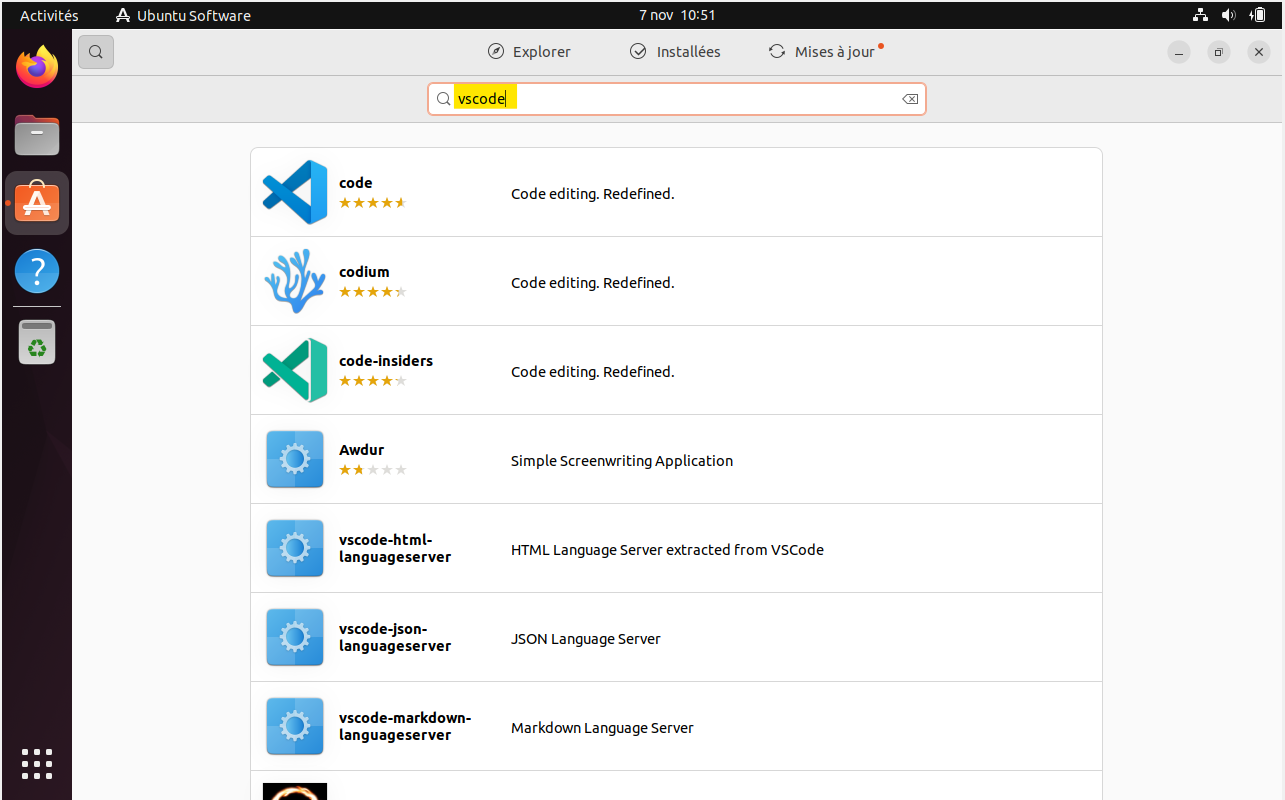 Activités
Ubuntu Software
7 nov 10:51
Explorer
Installées
Mises à jour
vscode
code
Code editing. Redefined.
codium
Code editing. Redefined.
code-insiders
Code editing. Redefined.
Awdur
Simple Screenwriting Application
vscode-html-
languageserver
HTML Language Server extracted from VSCode
vscode-json-
languageserver
JSON Language Server
vscode-markdown-
languageserver
Markdown Language Server